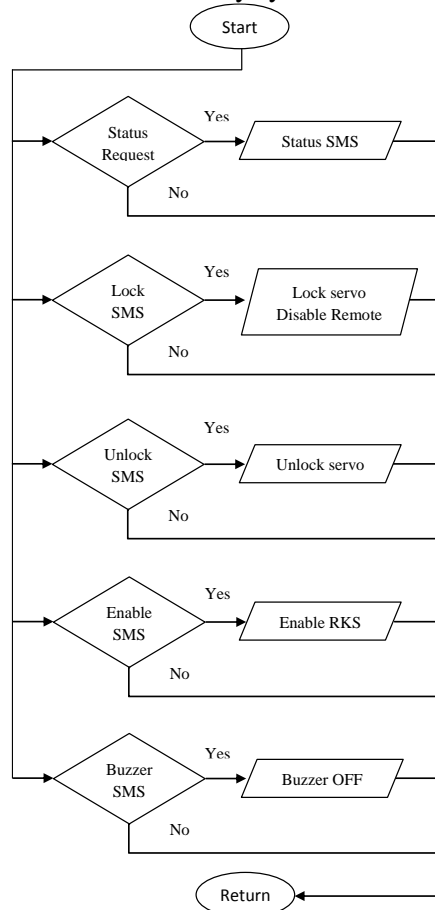 Start
Yes
Status
Request
Status SMS
No
Yes
Lock
SMS
Lock servo
Disable Remote
No
Yes
Unlock
SMS
Unlock servo
No
Yes
Enable
SMS
Enable RKS
No
Yes
Buzzer
SMS
Buzzer OFF
No
Return